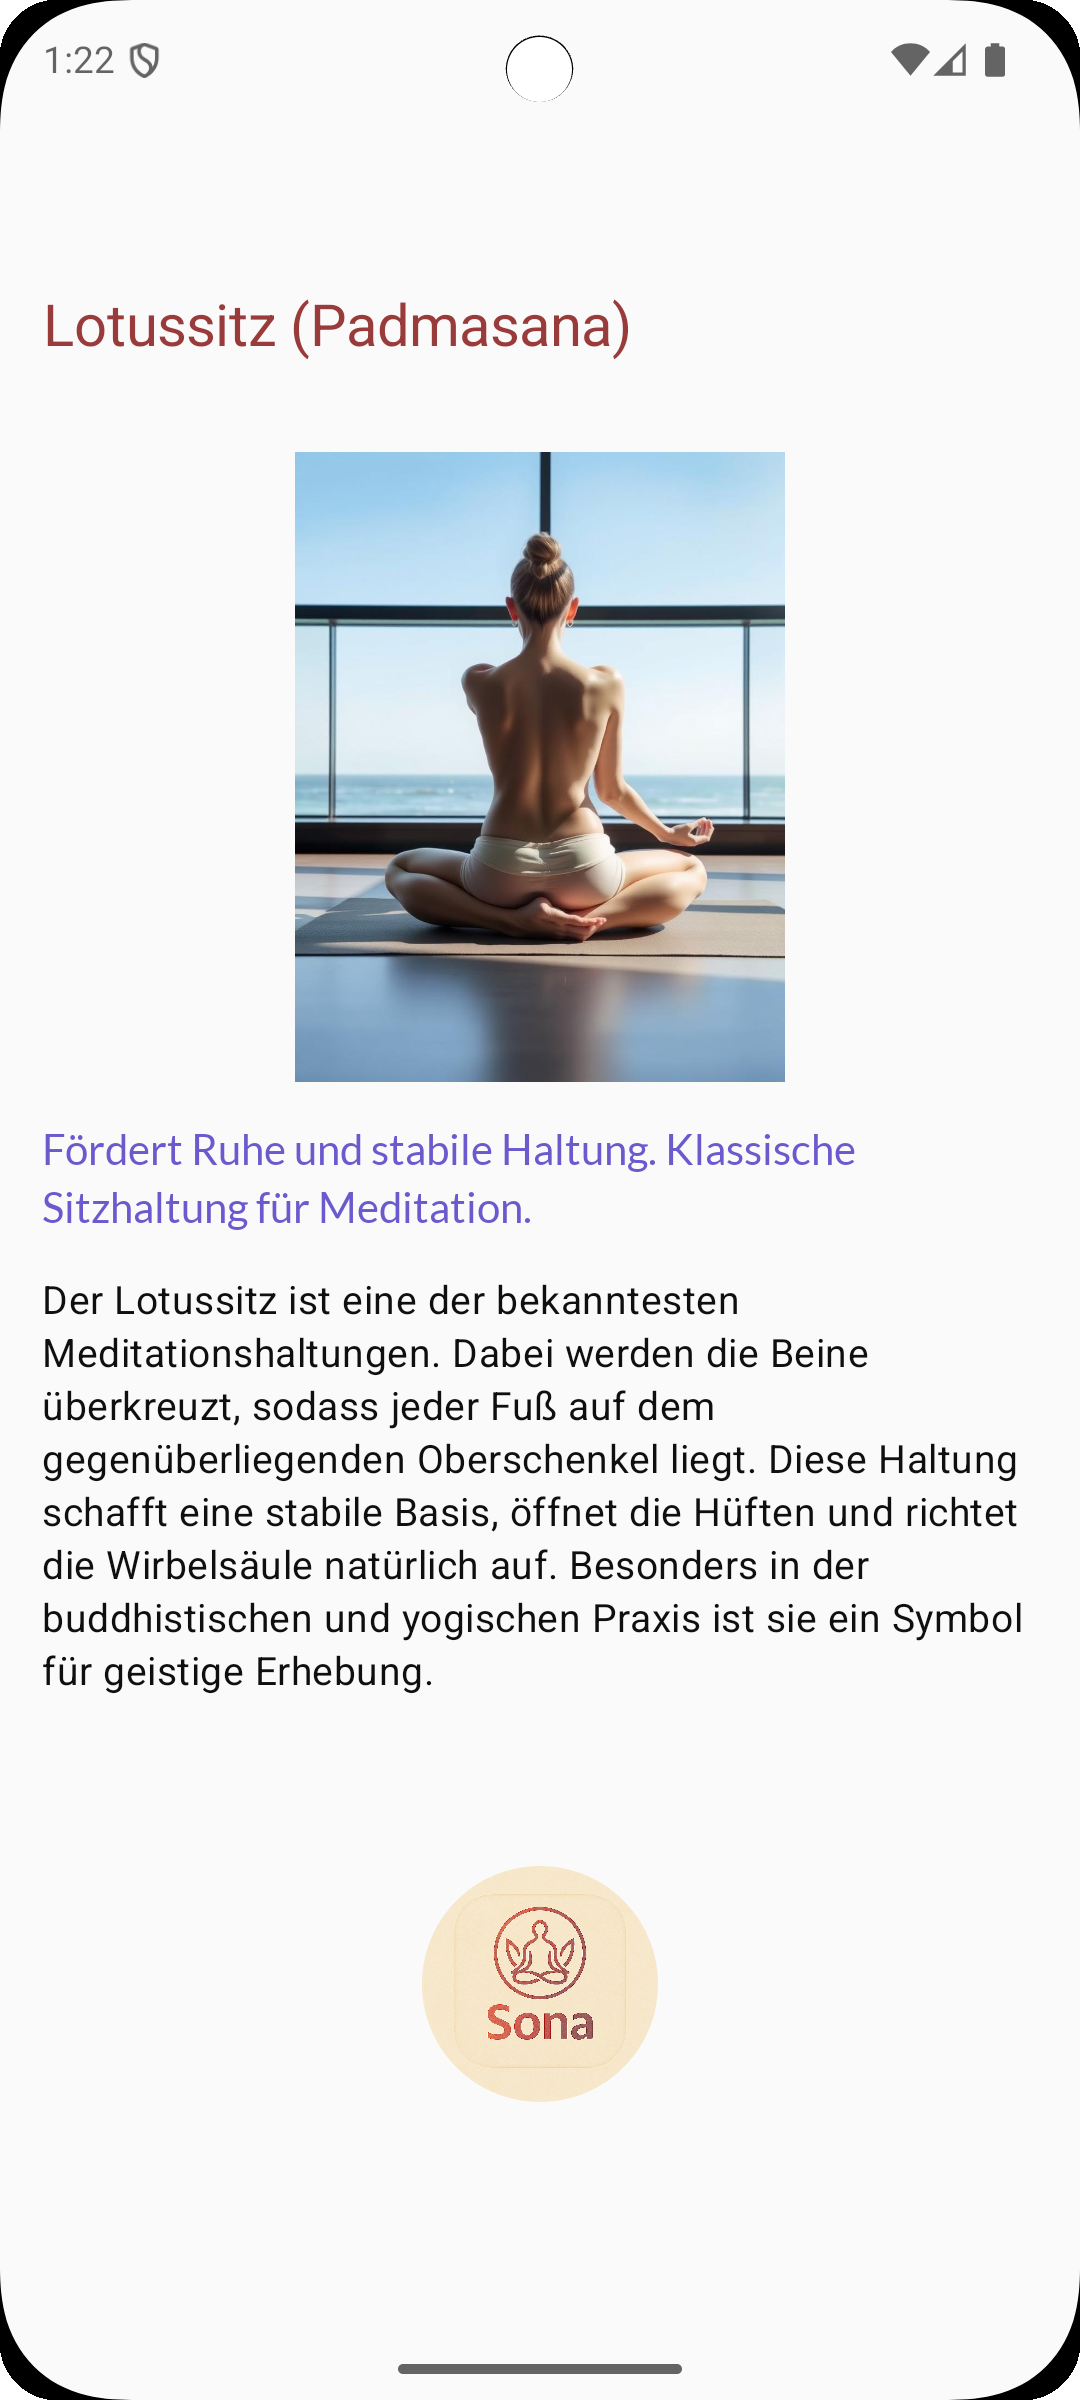 1:22
Lotussitz (Padmasana)
Fördert Ruhe und stabile Haltung. Klassische
Sitzhaltung für Meditation.
Der Lotussitz ist eine der bekanntesten
Meditationshaltungen. Dabei werden die Beine
überkreuzt, sodass jeder Fuß auf dem
gegenüberliegenden Oberschenkel liegt. Diese Haltung
schafft eine stabile Basis, öffnet die Hüften und richtet
die Wirbelsäule natürlich auf. Besonders in der
buddhistischen und yogischen Praxis ist sie ein Symbol
für geistige Erhebung.
Sona